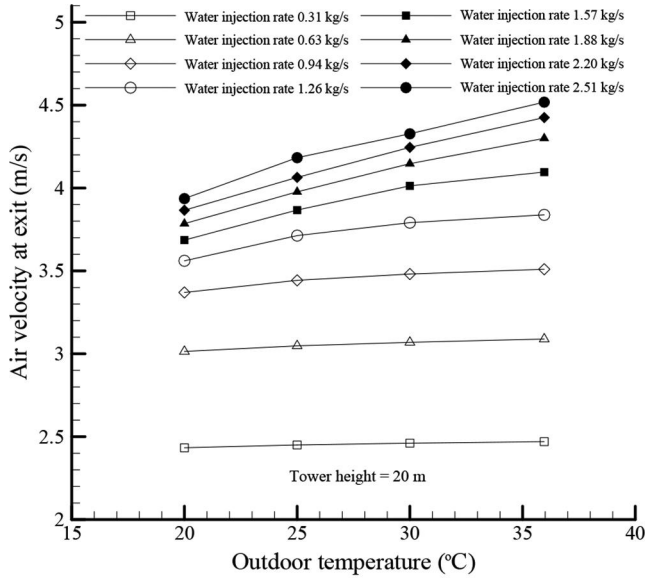 Water injection rate 0.31 kg/s
Water injection rate 0.63 kg/s
Water injection rate 0.94 kg/s
Water injection rate 1.26 kg/s
Water injection rate 1.57 kg/s
Water injection rate 1.88 kg/s
Water injection rate 2.20 kg/s
Water injection rate 2.51 kg/s
Air velocity at exit (m/s)
5
4.5
4
3.5
3
2.5
2
Tower height = 20 m
15
20
25
30
35
40
Outdoor temperature (ºC)